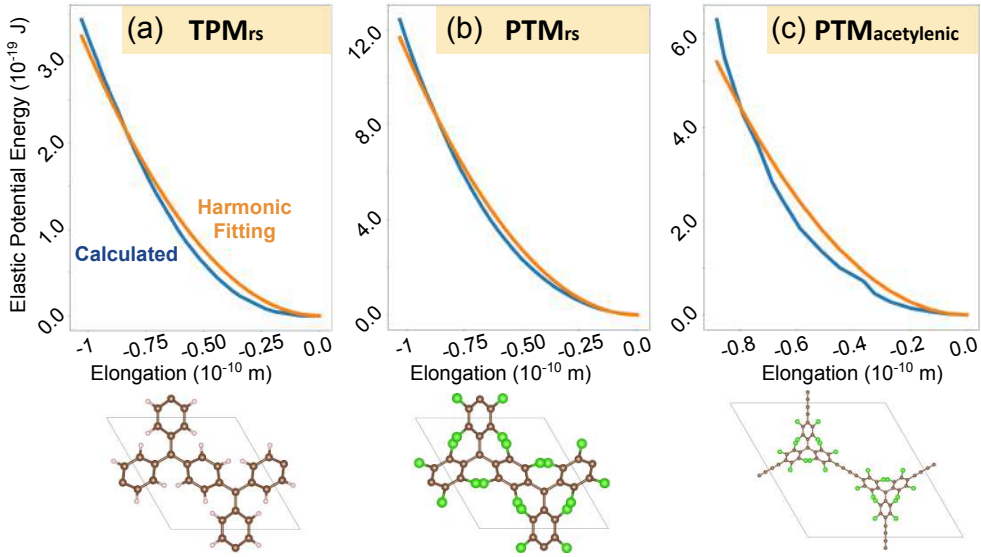 (a) TPMrs
(b) PTMrs
(c) PTMacetylenic
Elastic Potential Energy (10⁻¹⁹ J)
3.0
2.0
1.0
0.0
12.0
8.0
4.0
0.0
6.0
4.0
2.0
0.0
Harmonic
Fitting
Calculated
-1 -0.75 -0.50 -0.25 0.0
-1 -0.75 -0.50 -0.25 0.0
-0.8 -0.6 -0.4 -0.2 0.0
Elongation (10⁻¹⁰ m)
Elongation (10⁻¹⁰ m)
Elongation (10⁻¹⁰ m)